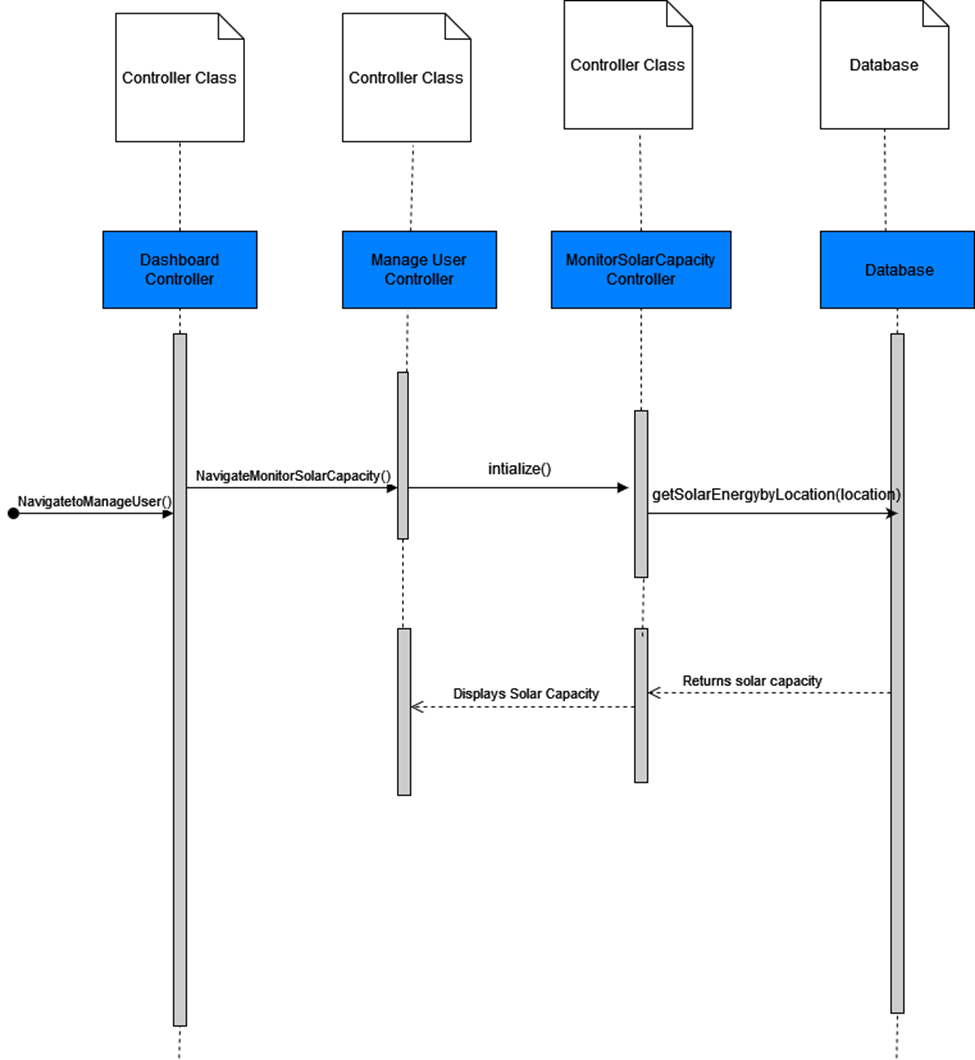 Controller Class
Controller Class
Controller Class
Database
Dashboard
Controller
Manage User
Controller
MonitorSolarCapacity
Controller
Database
NavigatetoManageUser()
NavigateMonitorSolarCapacity()
intialize()
getSolarEnergybyLocation(location)
Displays Solar Capacity
Returns solar capacity